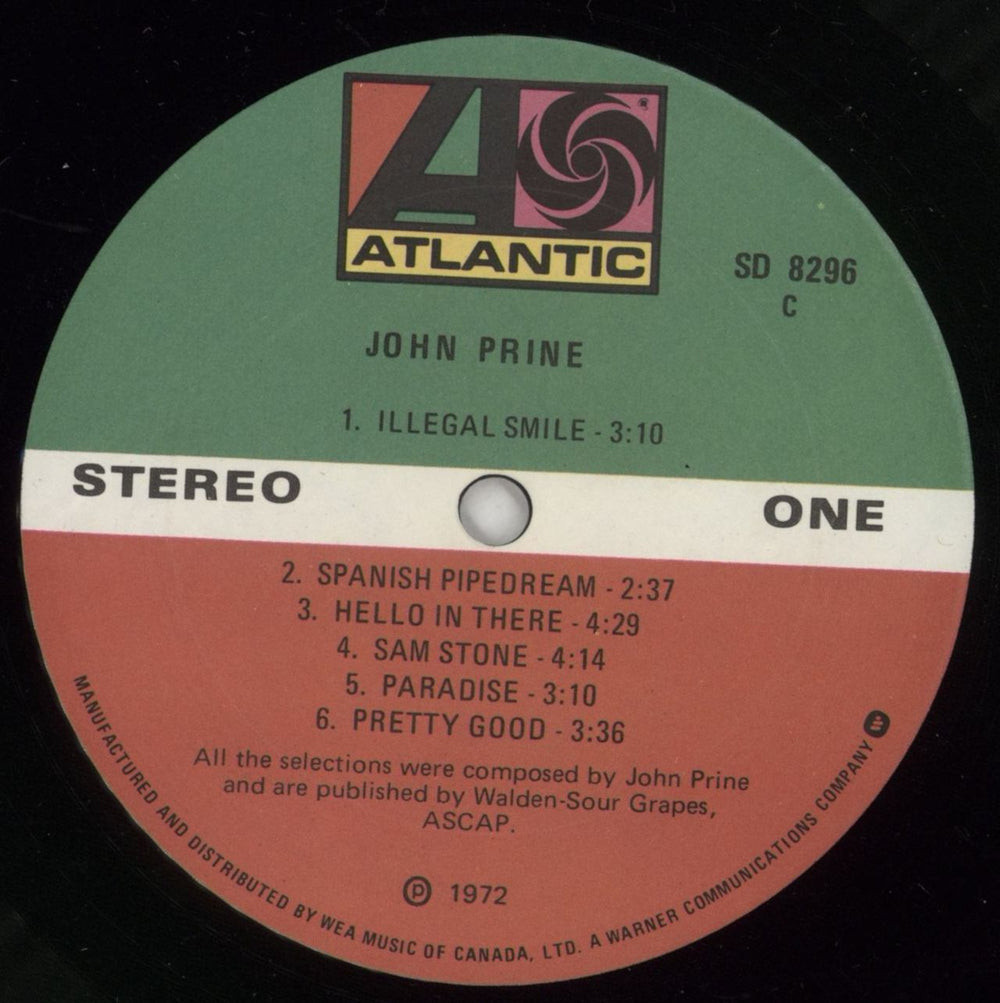 ATLANTIC
®
SD 8296
C
JOHN PRINE
1. ILLEGAL SMILE - 3:10
STEREO
ONE
2. SPANISH PIPEDREAM - 2:37
3. HELLO IN THERE - 4:29
4. SAM STONE - 4:14
5. PARADISE - 3:10
6. PRETTY GOOD - 3:36
All the selections were composed by John Prine
and are published by Walden-Sour Grapes,
ASCAP.
℗ 1972
MANUFACTURED AND DISTRIBUTED BY WEA MUSIC OF CANADA, LTD. A WARNER COMMUNICATIONS COMPANY